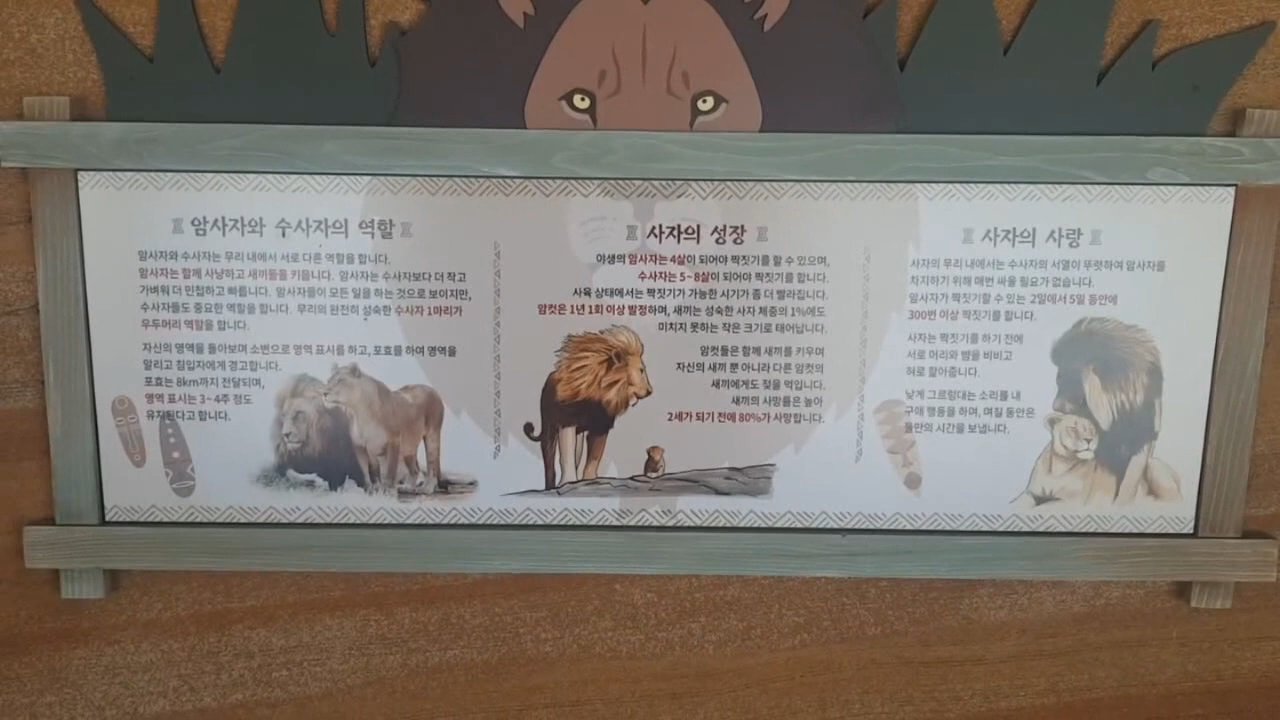 암사자와 수사자의 역할
암사자와 수사자는 무리 내에서 서로 다른 역할을 합니다.
암사자는 함께 사냥하고 새끼들을 키웁니다. 암사자는 수사자보다 더 작고
가벼워 더 민첩하고 빠릅니다. 암사자들이 모든 일을 하는 것으로 보이지만,
수사자들도 중요한 역할을 합니다. 무리의 완전히 성숙한 수사자 1마리가
우두머리 역할을 합니다.
자신의 영역을 돌아보며 소변으로 영역 표시를 하고, 포효를 하여 영역을
알리고 침입자에게 경고합니다.
포효는 8km까지 전달되며,
영역 표시는 3~4주 정도
유지된다고 합니다.
사자의 성장
야생의 암사자는 4살이 되어야 짝짓기를 할 수 있으며,
수사자는 5~8살이 되어야 짝짓기를 합니다.
사육 상태에서는 짝짓기가 가능한 시기가 좀 더 빨라집니다.
암컷은 1년 1회 이상 발정하며, 새끼는 성숙한 사자 체중의 1%에도
미치지 못하는 작은 크기로 태어납니다.
암컷들은 함께 새끼를 키우며
자신의 새끼 뿐 아니라 다른 암컷의
새끼에게도 젖을 먹입니다.
새끼의 사망률은 높아
2세가 되기 전에 80%가 사망합니다.
사자의 사랑
사자의 무리 내에서는 수사자의 서열이 뚜렷하여 암사자를
차지하기 위해 매번 싸울 필요가 없습니다.
암사자가 짝짓기할 수 있는 2일에서 5일 동안에
300번 이상 짝짓기를 합니다.
사자는 짝짓기를 하기 전에
서로 머리와 뺨을 비비고
혀로 핥아줍니다.
낮게 그르렁대는 소리를 내
구애 행동을 하며, 며칠 동안은
둘만의 시간을 보냅니다.